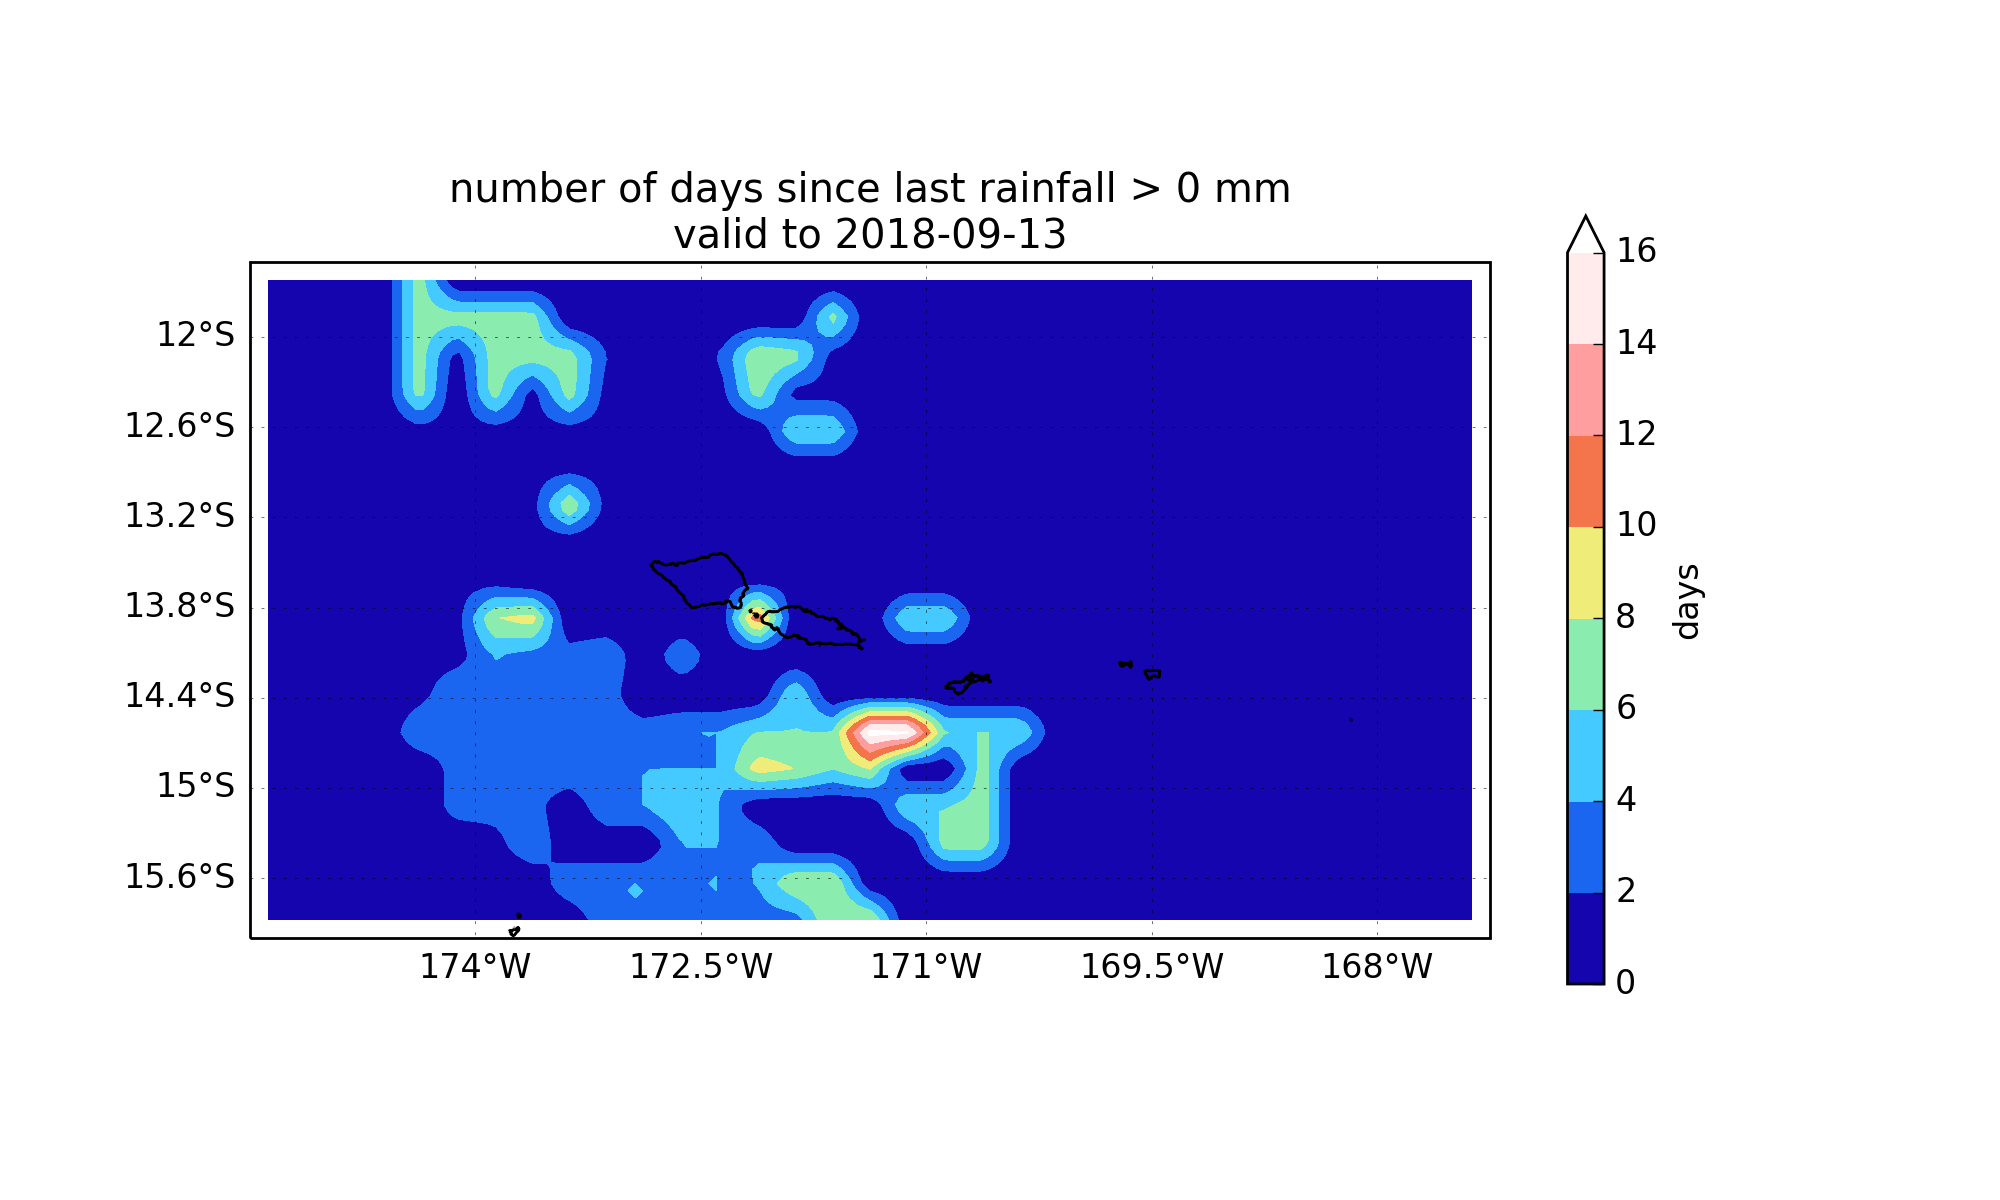 number of days since last rainfall > 0 mm
valid to 2018-09-13
12°S
12.6°S
13.2°S
13.8°S
14.4°S
15°S
15.6°S
174°W
172.5°W
171°W
169.5°W
168°W
16
14
12
10
8
6
4
2
0
days